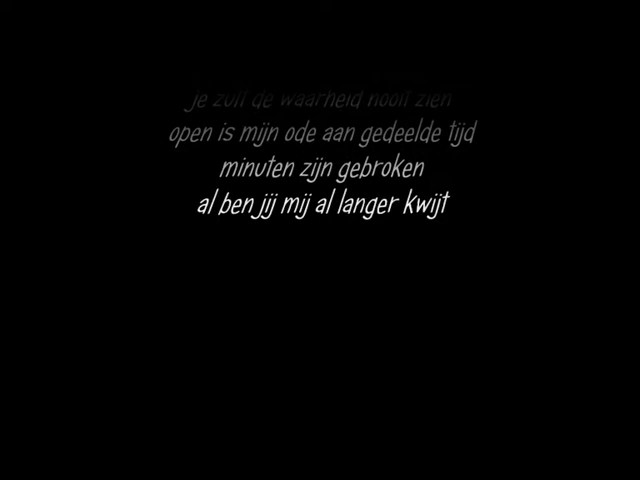 je zult de waarheid nooit zien
open is mijn ode aan gedeelde tijd
minuten zijn gebroken
al ben jij mij al langer kwijt